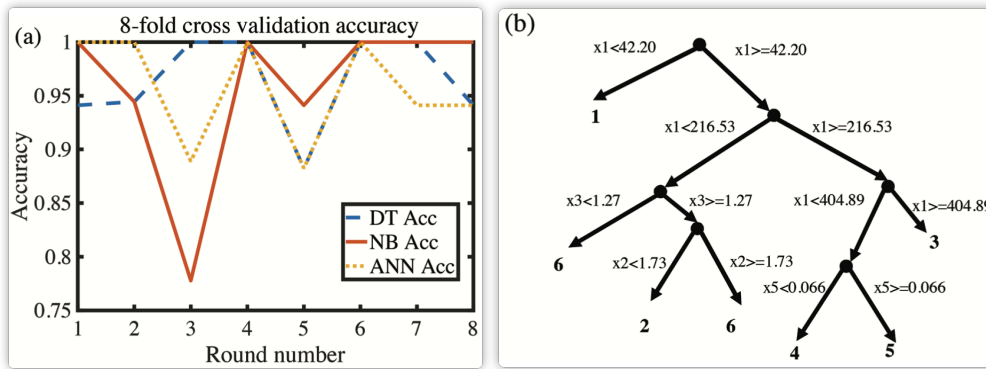 (a)
8-fold cross validation accuracy
1
0.95
0.9
0.85
0.8
0.75
Accuracy
DT Acc
NB Acc
ANN Acc
1 2 3 4 5 6 7 8
Round number
(b)
x1<42.20 x1>=42.20
1
x1<216.53 x1>=216.53
x3<1.27 x3>=1.27 x1<404.89 x1>=404.89
6 3
x2<1.73 x2>=1.73 x5<0.066 x5>=0.066
2 6
4 5